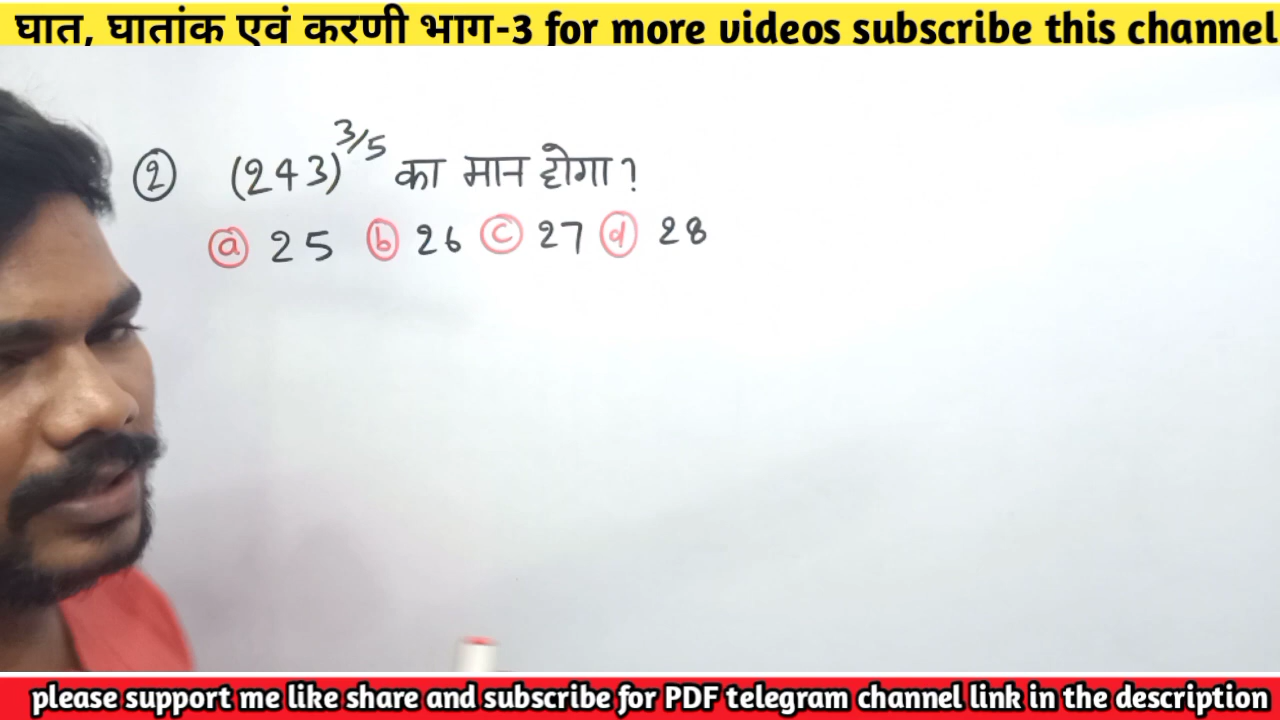 घात, घातांक एवं करणी भाग-3 for more videos subscribe this channel
② (243)^3/5 का मान होगा ?
ⓐ 25 ⓑ 26 ⓒ 27 ⓓ 28
please support me like share and subscribe for PDF telegram channel link in the description